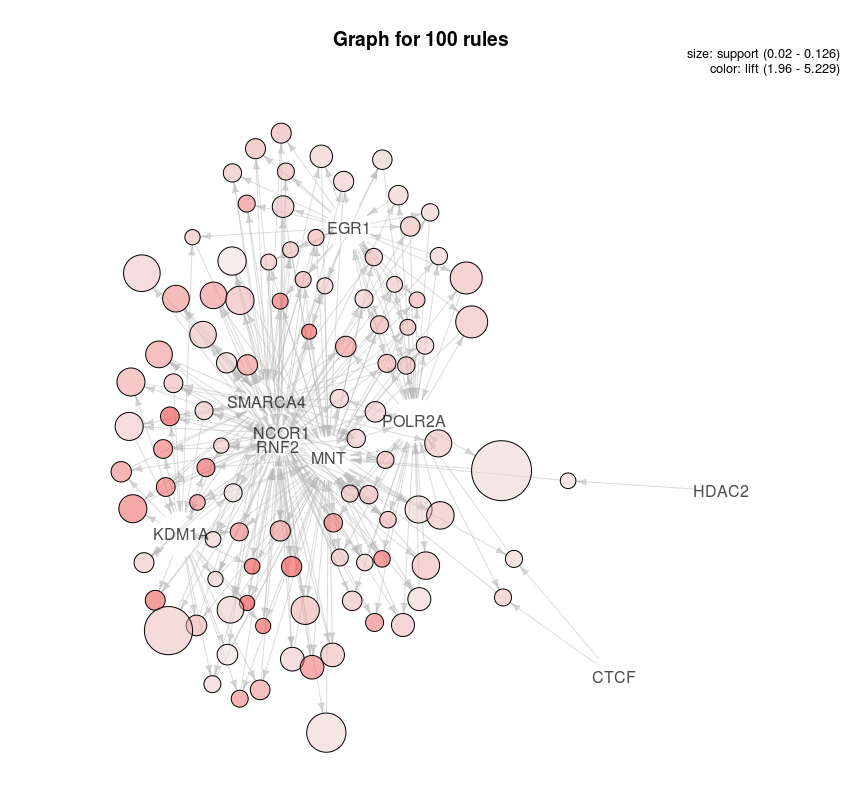 Graph for 100 rules
size: support (0.02 - 0.126)
color: lift (1.96 - 5.229)
EGR1
SMARCA4
POLR2A
NCOR1
RNF2
MNT
HDAC2
KDM1A
CTCF